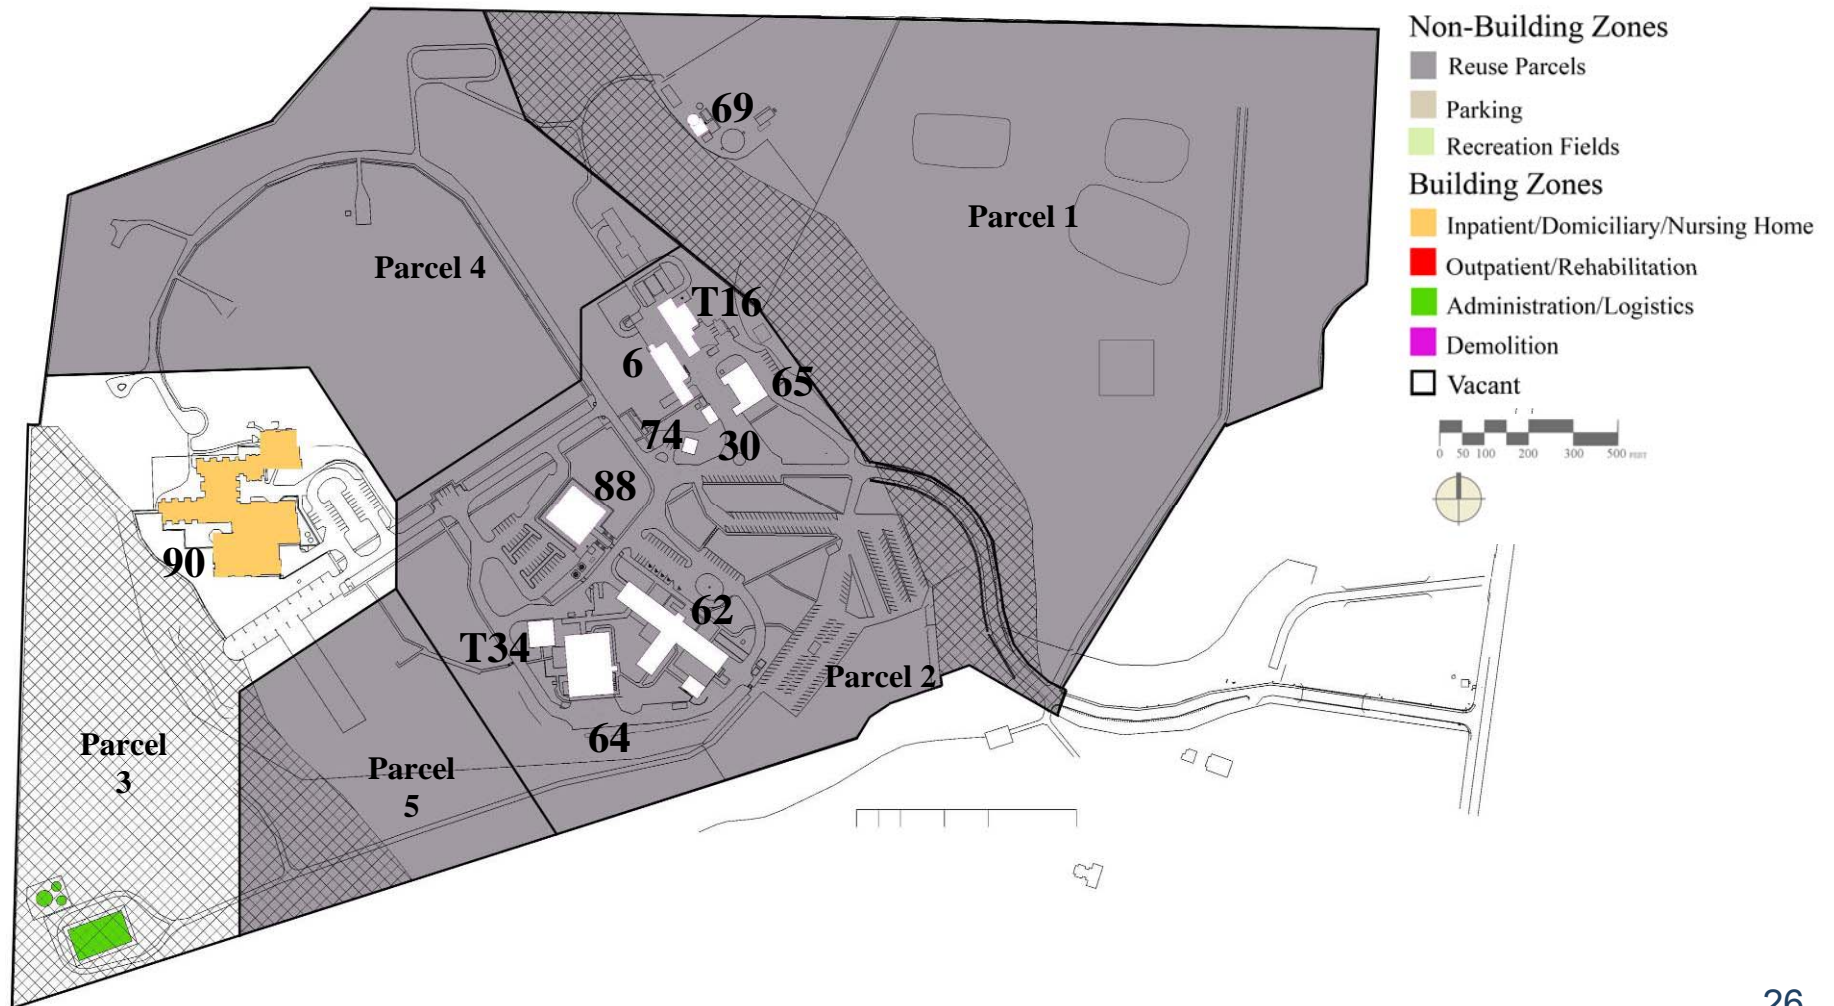 69
Parcel 1
Parcel 4
T16
6
65
74
30
88
90
62
T34
Parcel 2
64
Parcel
3
Parcel
5
Non-Building Zones
Reuse Parcels
Parking
Recreation Fields
Building Zones
Inpatient/Domiciliary/Nursing Home
Outpatient/Rehabilitation
Administration/Logistics
Demolition
Vacant
0 50 100 200 300 500 FEET
26